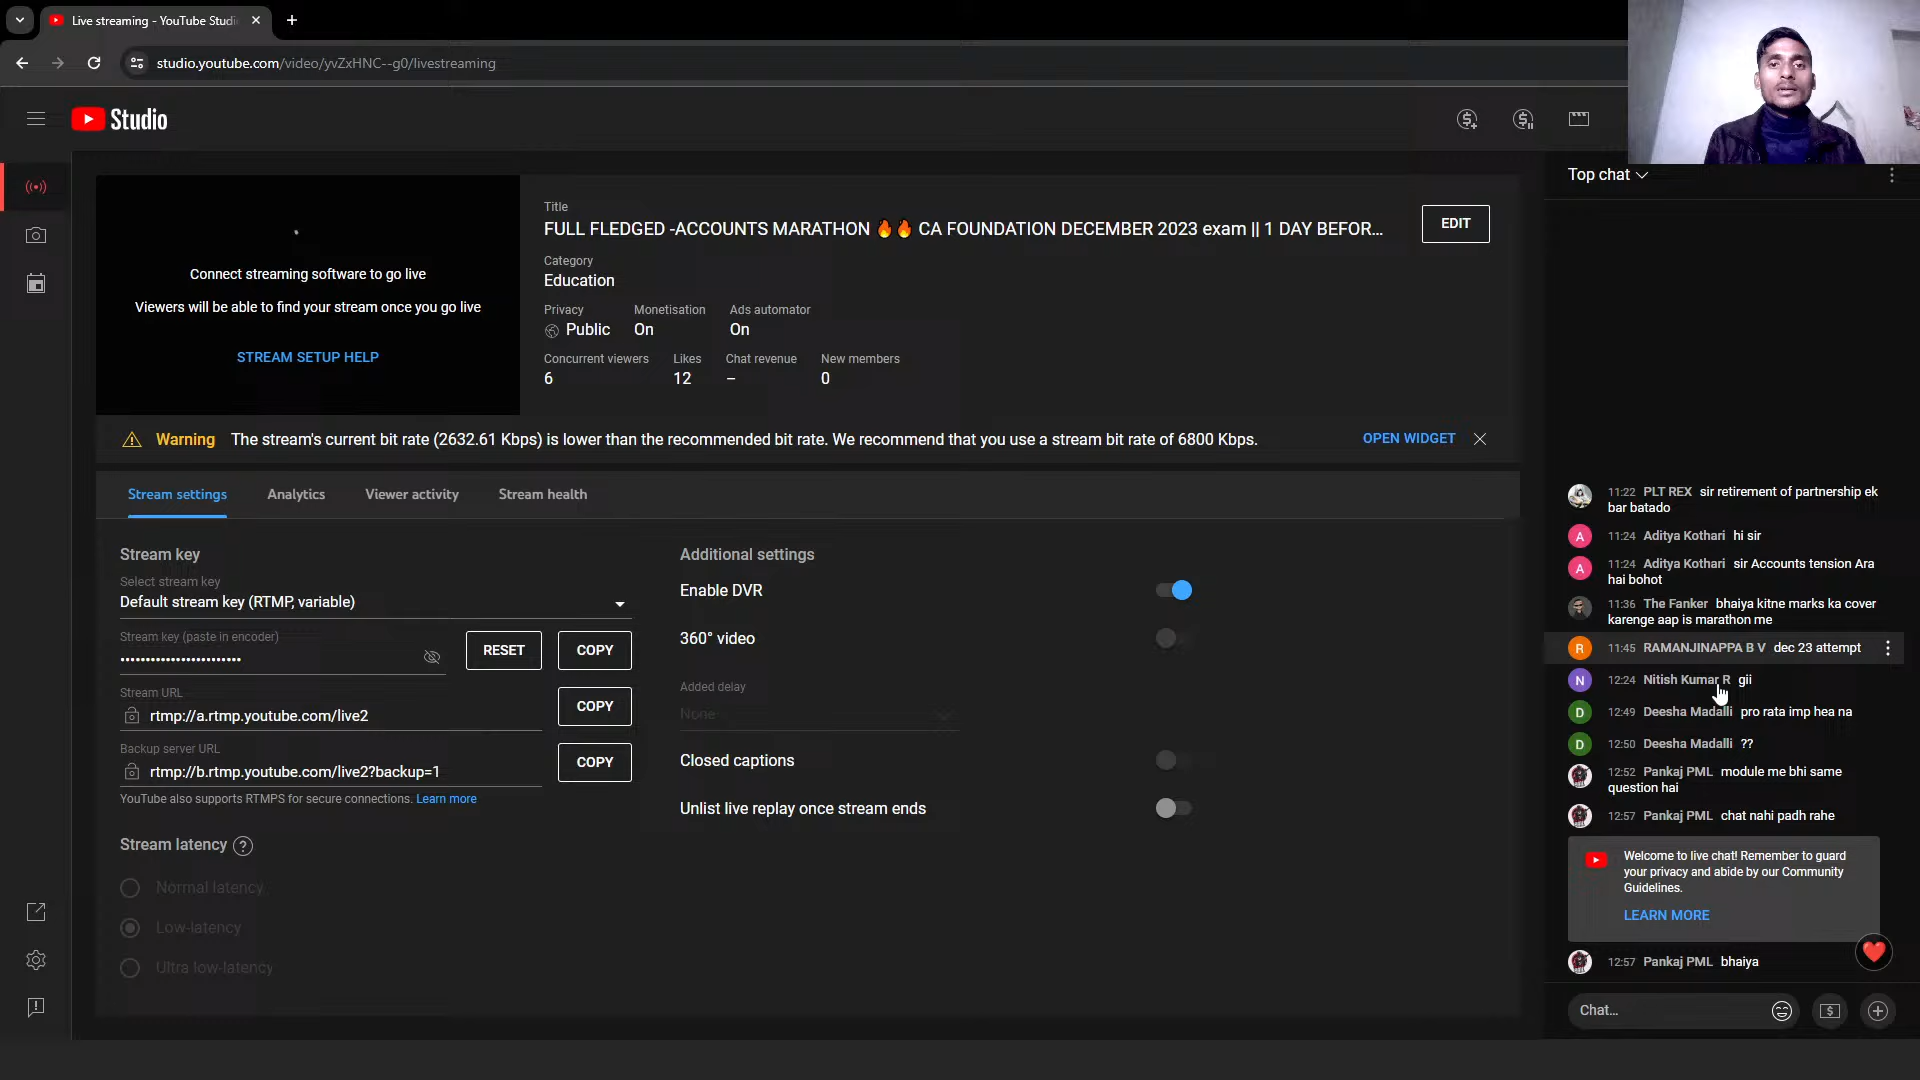 Live streaming - YouTube Studi
studio.youtube.com/video/yvZxHNC--g0/livestreaming
Studio
Connect streaming software to go live
Viewers will be able to find your stream once you go live
STREAM SETUP HELP
Title
FULL FLEDGED -ACCOUNTS MARATHON 🔥🔥 CA FOUNDATION DECEMBER 2023 exam || 1 DAY BEFOR...
EDIT
Category
Education
Privacy Monetisation Ads automator
Public On On
Concurrent viewers Likes Chat revenue New members
6 12 – 0
Warning The stream's current bit rate (2632.61 Kbps) is lower than the recommended bit rate. We recommend that you use a stream bit rate of 6800 Kbps.
OPEN WIDGET
Stream settings Analytics Viewer activity Stream health
Stream key
Select stream key
Default stream key (RTMP, variable)
Stream key (paste in encoder)
••••••••••••••••••••••••
RESET COPY
Stream URL
rtmp://a.rtmp.youtube.com/live2
COPY
Backup server URL
rtmp://b.rtmp.youtube.com/live2?backup=1
COPY
YouTube also supports RTMPS for secure connections. Learn more
Stream latency ?
Normal latency
Low-latency
Ultra low-latency
Additional settings
Enable DVR
360° video
Added delay
None
Closed captions
Unlist live replay once stream ends
Top chat
11:22 PLT REX sir retirement of partnership ek
bar batado
A 11:24 Aditya Kothari hi sir
A 11:24 Aditya Kothari sir Accounts tension Ara
hai bohot
11:36 The Fanker bhaiya kitne marks ka cover
karenge aap is marathon me
R 11:45 RAMANJINAPPA B V dec 23 attempt
N 12:24 Nitish Kumar R gii
D 12:49 Deesha Madalli pro rata imp hea na
D 12:50 Deesha Madalli ??
12:52 Pankaj PML module me bhi same
question hai
12:57 Pankaj PML chat nahi padh rahe
Welcome to live chat! Remember to guard
your privacy and abide by our Community
Guidelines.
LEARN MORE
12:57 Pankaj PML bhaiya
Chat...